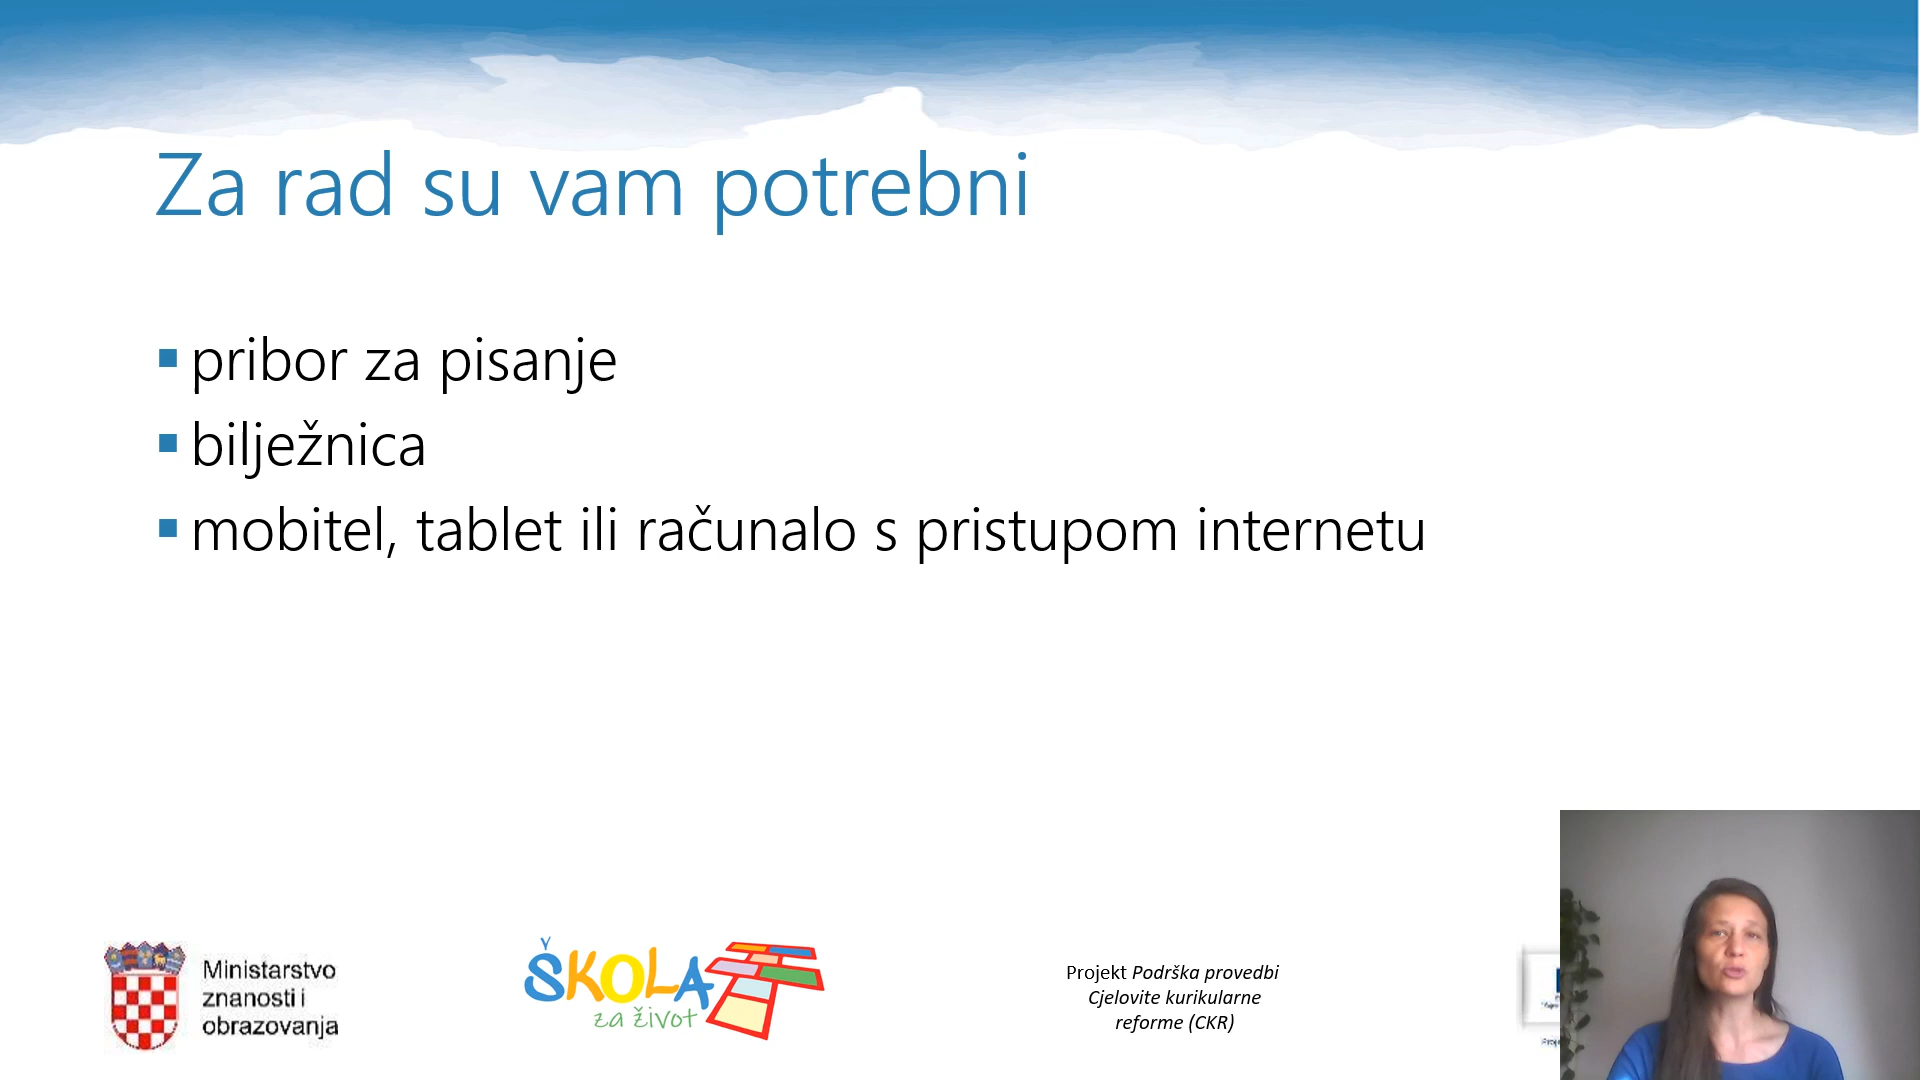 Za rad su vam potrebni
pribor za pisanje
bilježnica
mobitel, tablet ili računalo s pristupom internetu
Ministarstvo
znanosti i
obrazovanja
ŠKOLA
za život
Projekt Podrška provedbi
Cjelovite kurikularne
reforme (CKR)